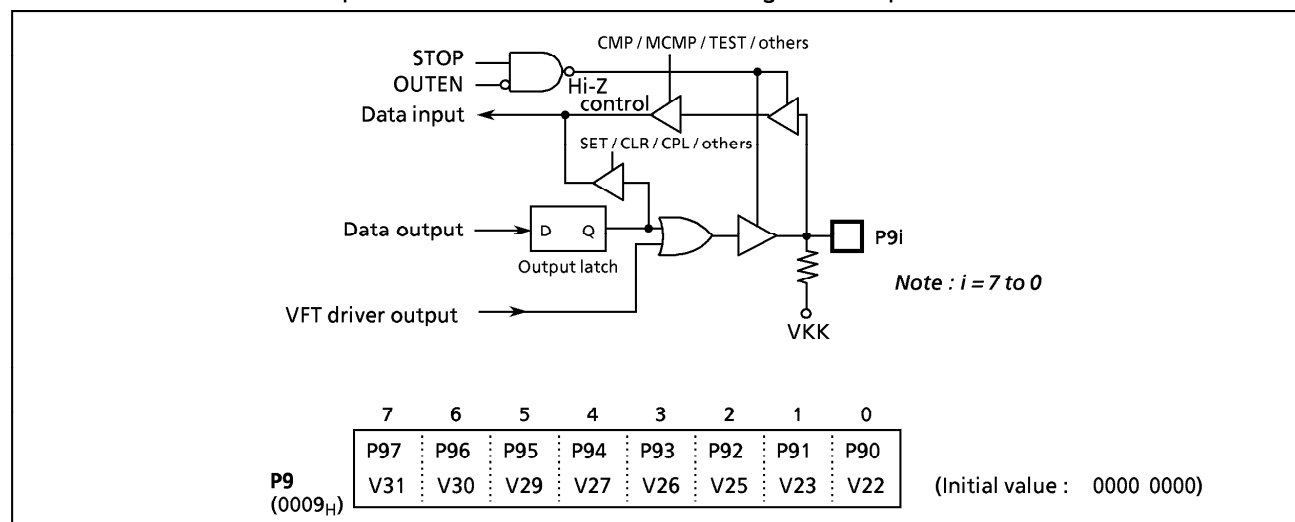 CMP / MCMP / TEST / others
STOP
OUTEN
Hi-Z
control
Data input
SET / CLR / CPL / others
Data output
D Q
P9i
Output latch
Note : i = 7 to 0
VFT driver output
VKK
7 6 5 4 3 2 1 0
P97 P96 P95 P94 P93 P92 P91 P90
P9
V31 V30 V29 V27 V26 V25 V23 V22 (Initial value : 0000 0000)
(0009H)